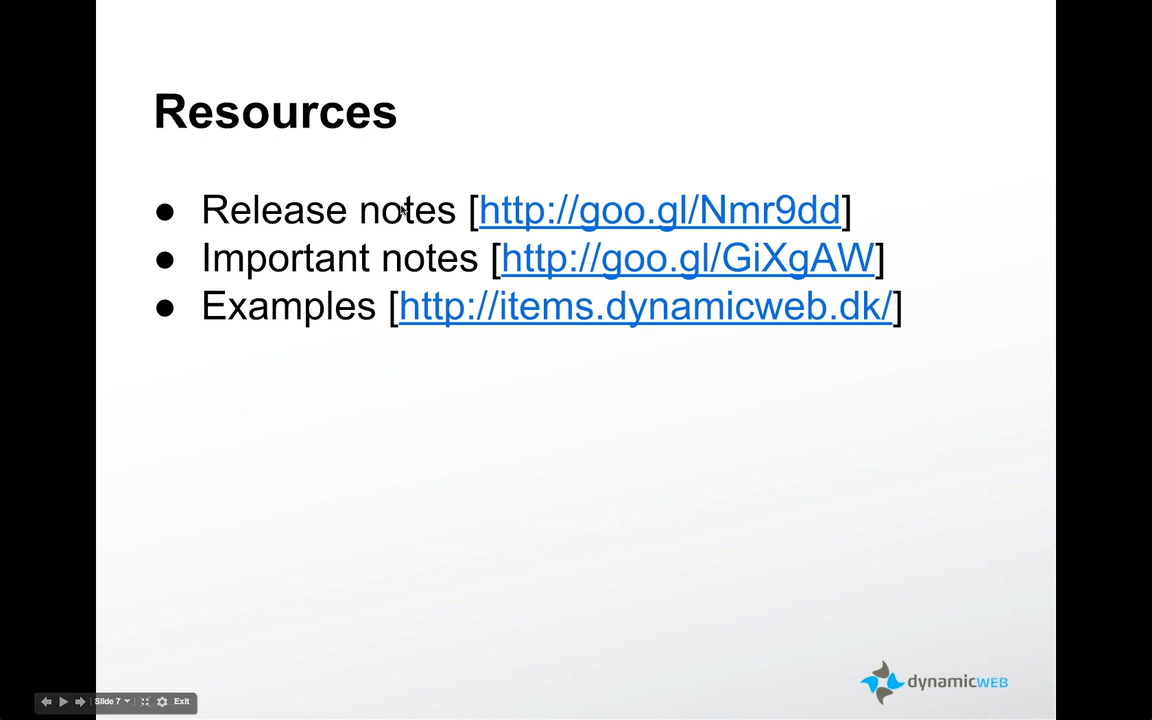 Resources
● Release notes [http://goo.gl/Nmr9dd]
● Important notes [http://goo.gl/GiXgAW]
● Examples [http://items.dynamicweb.dk/]
dynamicWEB
Slide 7 Exit